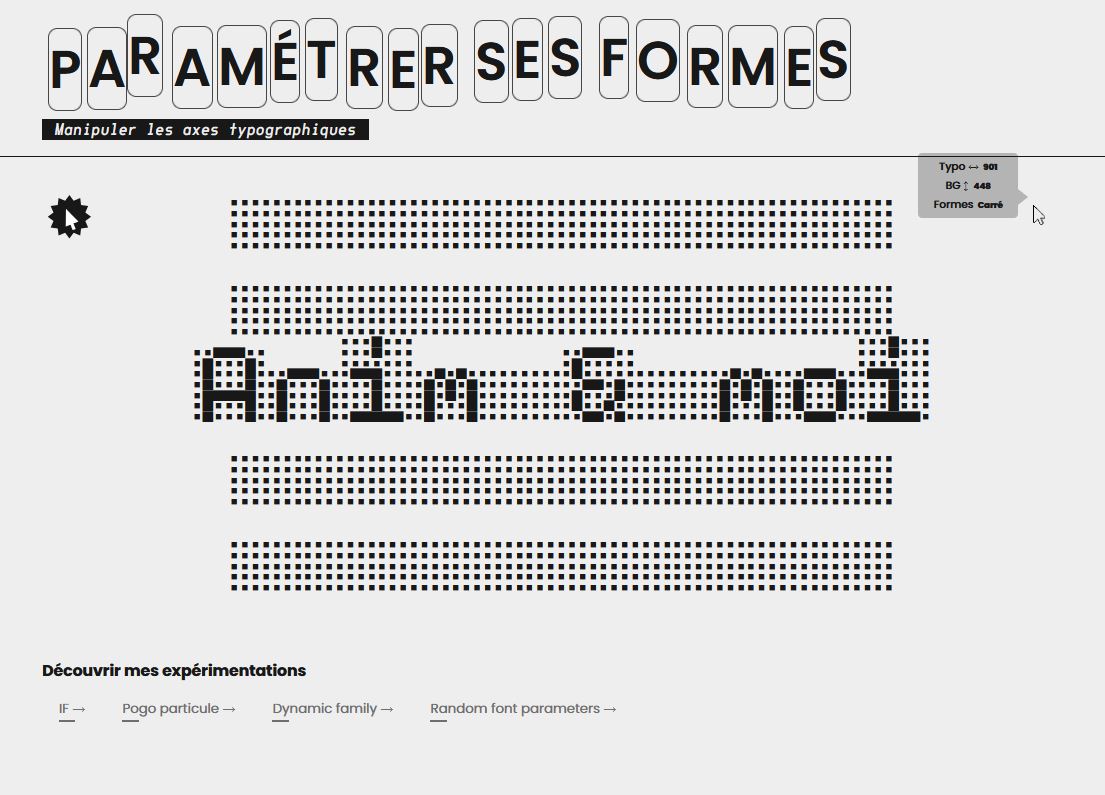 PARAMÉTRER SES FORMES
Manipuler les axes typographiques
Typo ↔ 901
BG ↕ 448
Formes Carré
Anim & moi
Découvrir mes expérimentations
IF → Pogo particule → Dynamic family → Random font parameters →